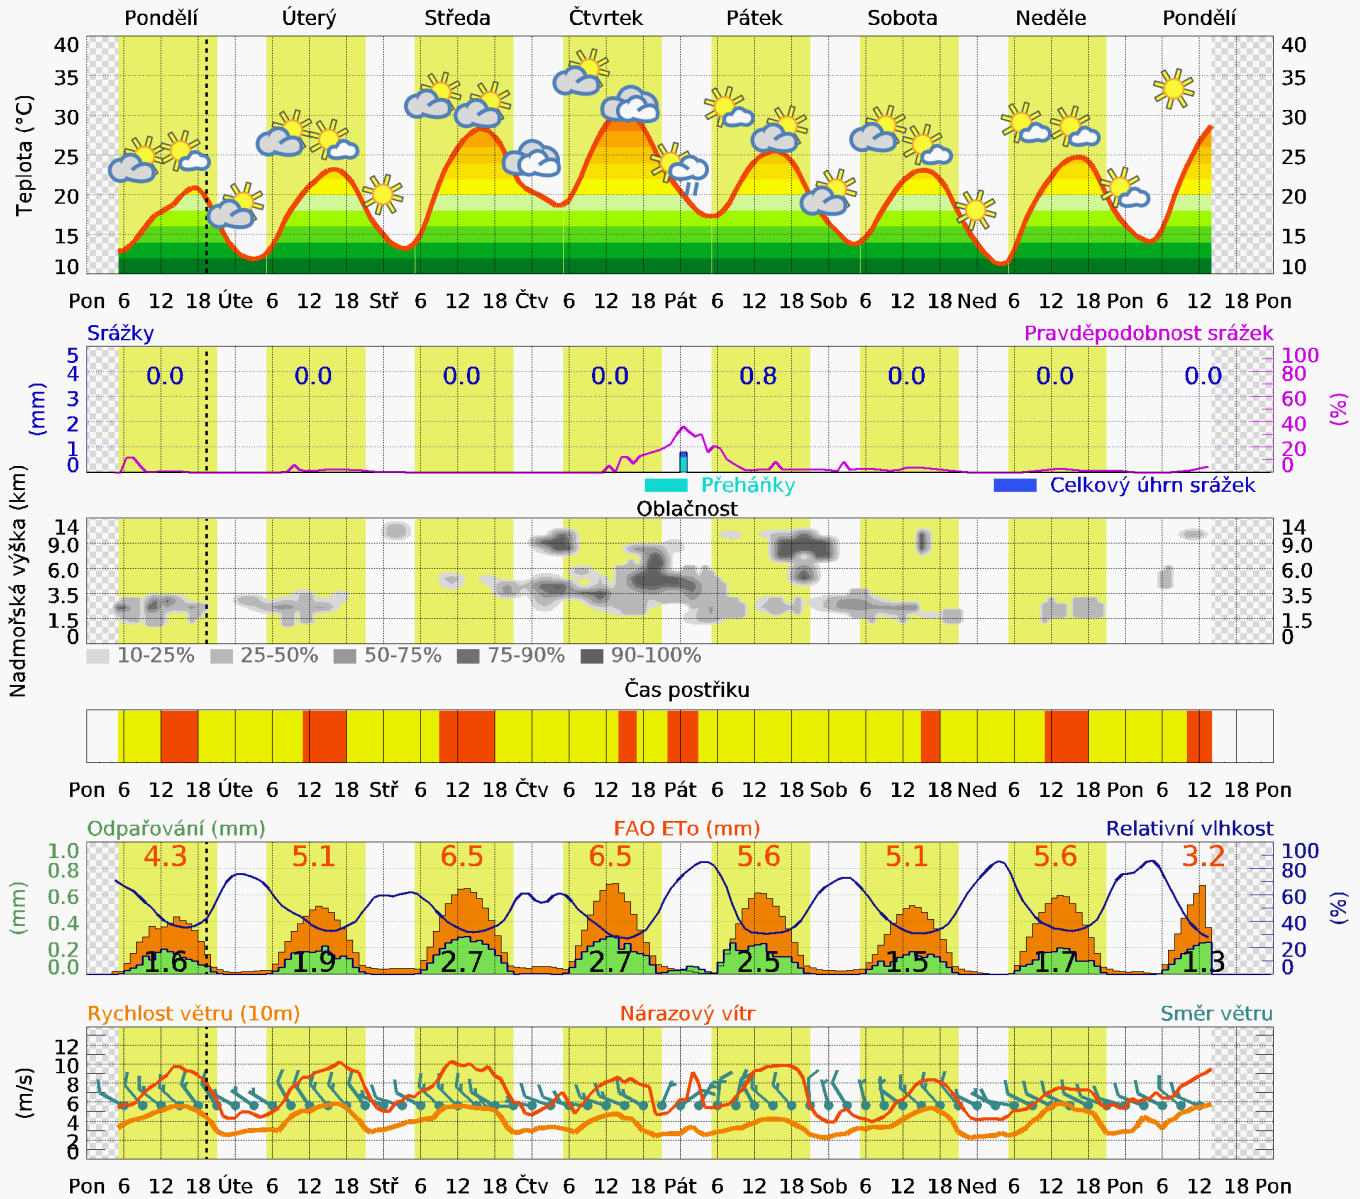 Pondělí Úterý Středa Čtvrtek Pátek Sobota Neděle Pondělí
Teplota (°C)
40 40
35 35
30 30
25 25
20 20
15 15
10 10
Pon 6 12 18 Úte 6 12 18 Stř 6 12 18 Čtv 6 12 18 Pát 6 12 18 Sob 6 12 18 Ned 6 12 18 Pon 6 12 18 Pon
Srážky Pravděpodobnost srážek
(mm)
(%)
5 100
4 0.0 0.0 0.0 0.0 0.8 0.0 0.0 0.0 80
3 60
2 40
1 20
0 0
Přeháňky Celkový úhrn srážek
Oblačnost
Nadmořská výška (km)
14 14
9.0 9.0
6.0 6.0
3.5 3.5
1.5 1.5
0 0
10-25% 25-50% 50-75% 75-90% 90-100%
Čas postřiku
Pon 6 12 18 Úte 6 12 18 Stř 6 12 18 Čtv 6 12 18 Pát 6 12 18 Sob 6 12 18 Ned 6 12 18 Pon 6 12 18 Pon
Odpařování (mm) FAO ETo (mm) Relativní vlhkost
(mm)
(%)
1.0 4.3 5.1 6.5 6.5 5.6 5.1 5.6 3.2 100
0.8 80
0.6 60
0.4 40
0.2 20
0.0 1.6 1.9 2.7 2.7 2.5 1.5 1.7 1.3 0
Rychlost větru (10m) Nárazový vítr Směr větru
(m/s)
12
10
8
6
4
2
0
Pon 6 12 18 Úte 6 12 18 Stř 6 12 18 Čtv 6 12 18 Pát 6 12 18 Sob 6 12 18 Ned 6 12 18 Pon 6 12 18 Pon